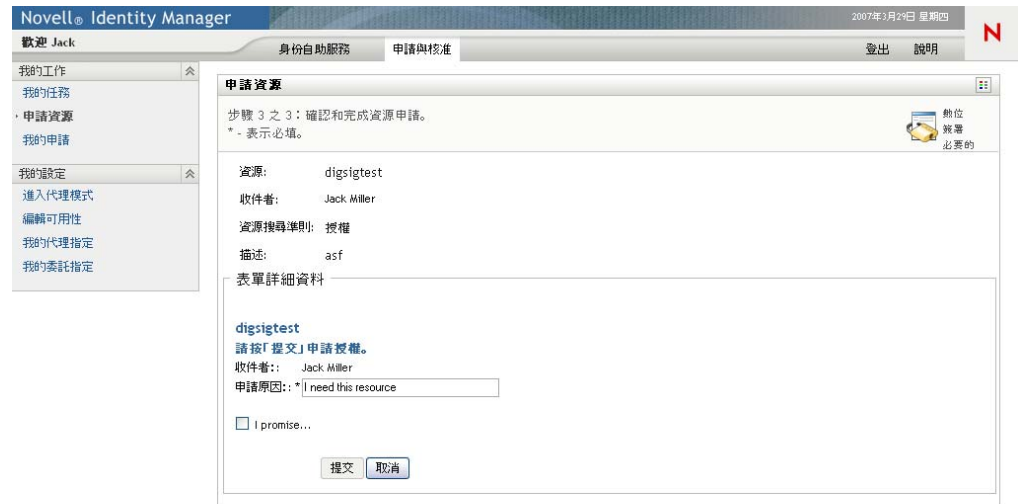 Novell® Identity Manager
2007年3月29日 星期四
歡迎 Jack
身份自助服務
申請與核准
登出
說明
N
我的工作
我的任務
申請資源
我的申請
我的設定
進入代理模式
編輯可用性
我的代理指定
我的委託指定
申請資源
步驟 3 之 3：確認和完成資源申請。
* - 表示必填。
數位
簽署
必要的
資源: digsigtest
收件者: Jack Miller
資源搜尋準則: 授權
描述: asf
表單詳細資料
digsigtest
請按「提交」申請授權。
收件者:: Jack Miller
申請原因:: * I need this resource
I promise...
提交
取消